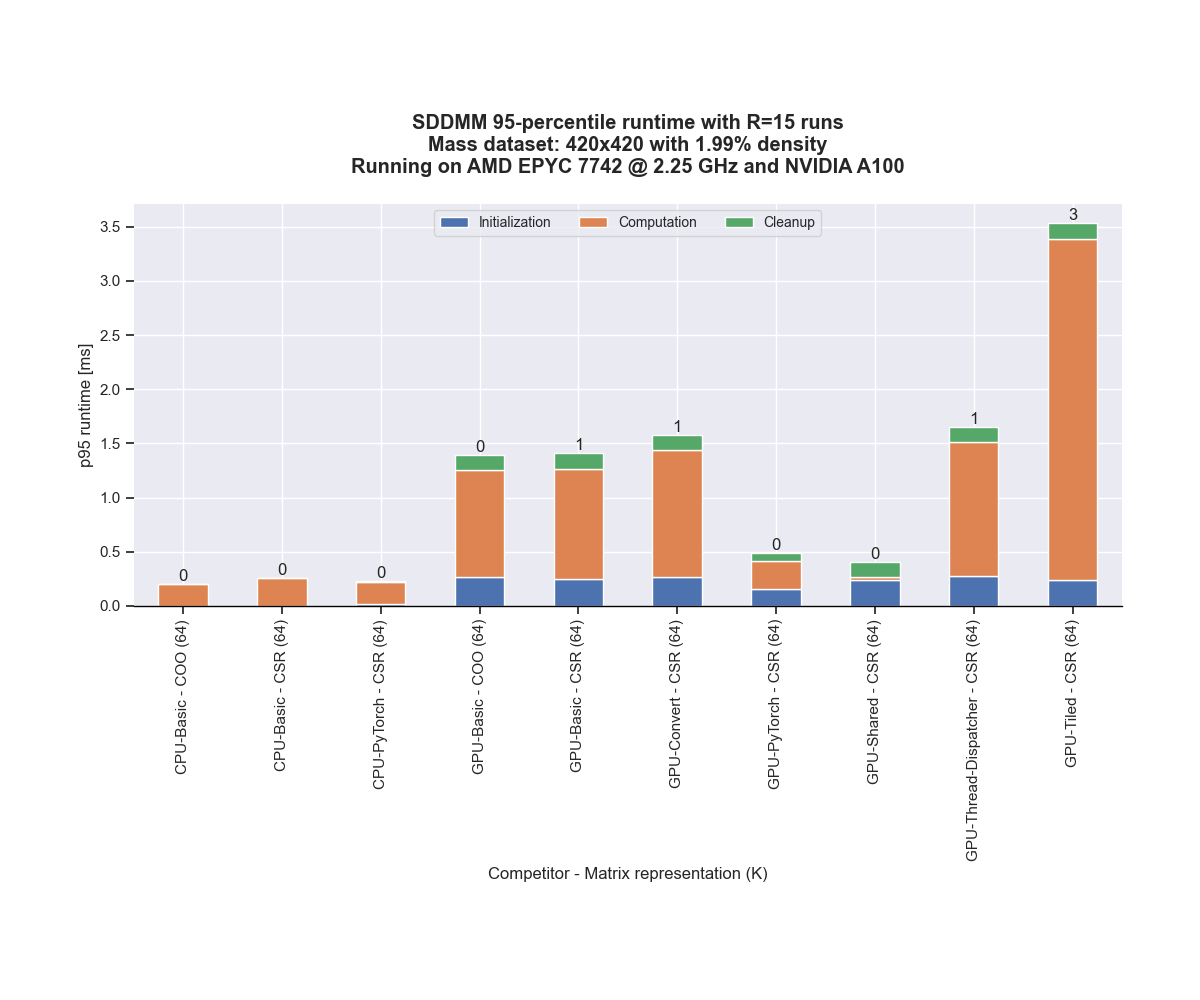 SDDMM 95-percentile runtime with R=15 runs
Mass dataset: 420x420 with 1.99% density
Running on AMD EPYC 7742 @ 2.25 GHz and NVIDIA A100
Initialization
Computation
Cleanup
p95 runtime [ms]
3.5
3.0
2.5
2.0
1.5
1.0
0.5
0.0
0
0
0
0
1
1
0
0
1
3
CPU-Basic - COO (64)
CPU-Basic - CSR (64)
CPU-PyTorch - CSR (64)
GPU-Basic - COO (64)
GPU-Basic - CSR (64)
GPU-Convert - CSR (64)
GPU-PyTorch - CSR (64)
GPU-Shared - CSR (64)
GPU-Thread-Dispatcher - CSR (64)
GPU-Tiled - CSR (64)
Competitor - Matrix representation (K)